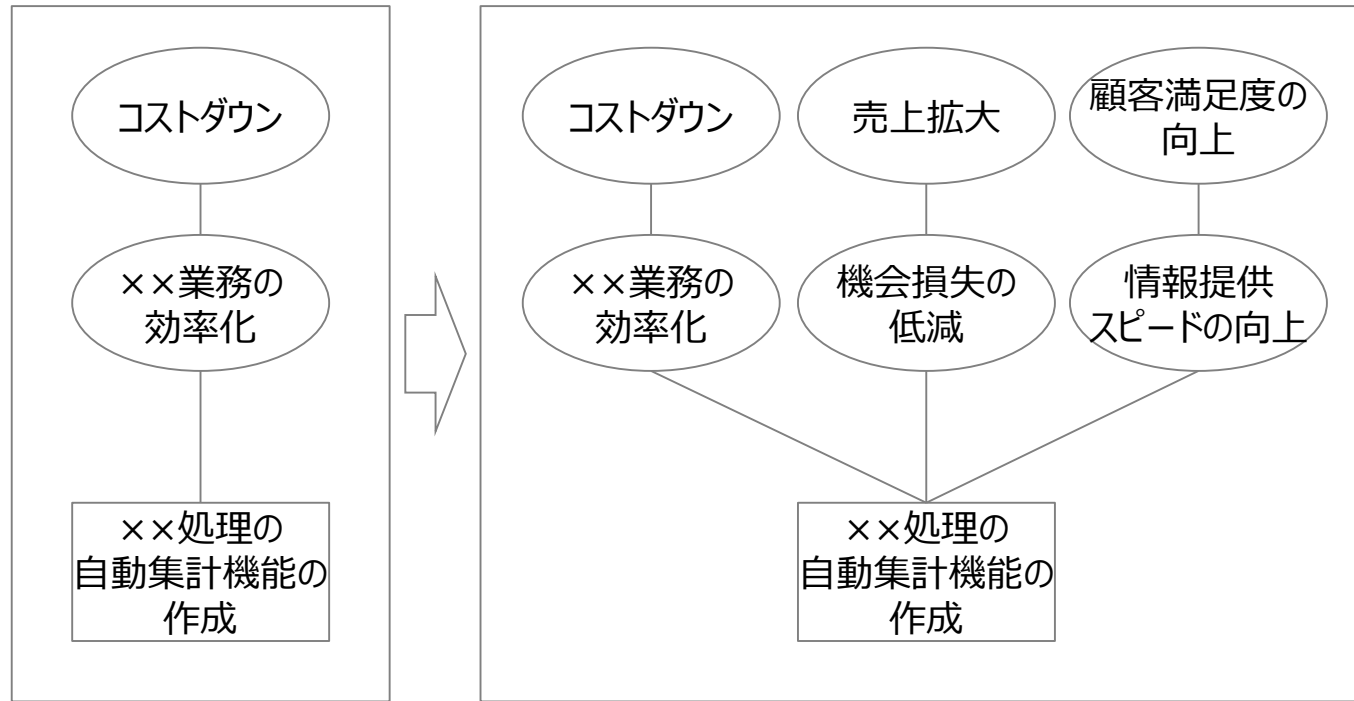 コストダウン
××業務の
効率化
××処理の
自動集計機能の
作成
コストダウン
売上拡大
顧客満足度の
向上
××業務の
効率化
機会損失の
低減
情報提供
スピードの向上
××処理の
自動集計機能の
作成